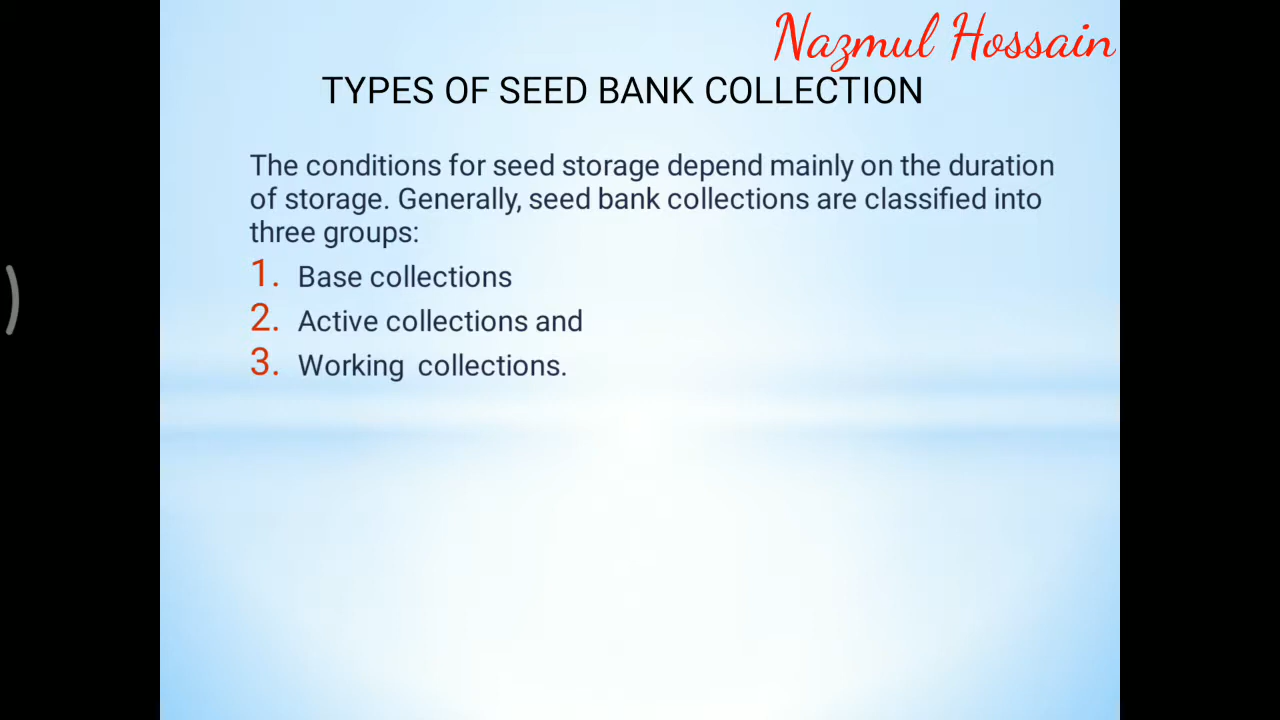 Nazmul Hossain
TYPES OF SEED BANK COLLECTION
The conditions for seed storage depend mainly on the duration
of storage. Generally, seed bank collections are classified into
three groups:
1. Base collections
2. Active collections and
3. Working collections.